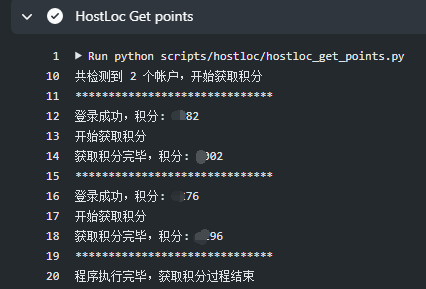 HostLoc Get points
1 Run python scripts/hostloc/hostloc_get_points.py
10 共检测到 2 个帐户，开始获取积分
11 ******************************
12 登录成功，积分： 82
13 开始获取积分
14 获取积分完毕，积分： 002
15 ******************************
16 登录成功，积分： 76
17 开始获取积分
18 获取积分完毕，积分： 96
19 ******************************
20 程序执行完毕，获取积分过程结束